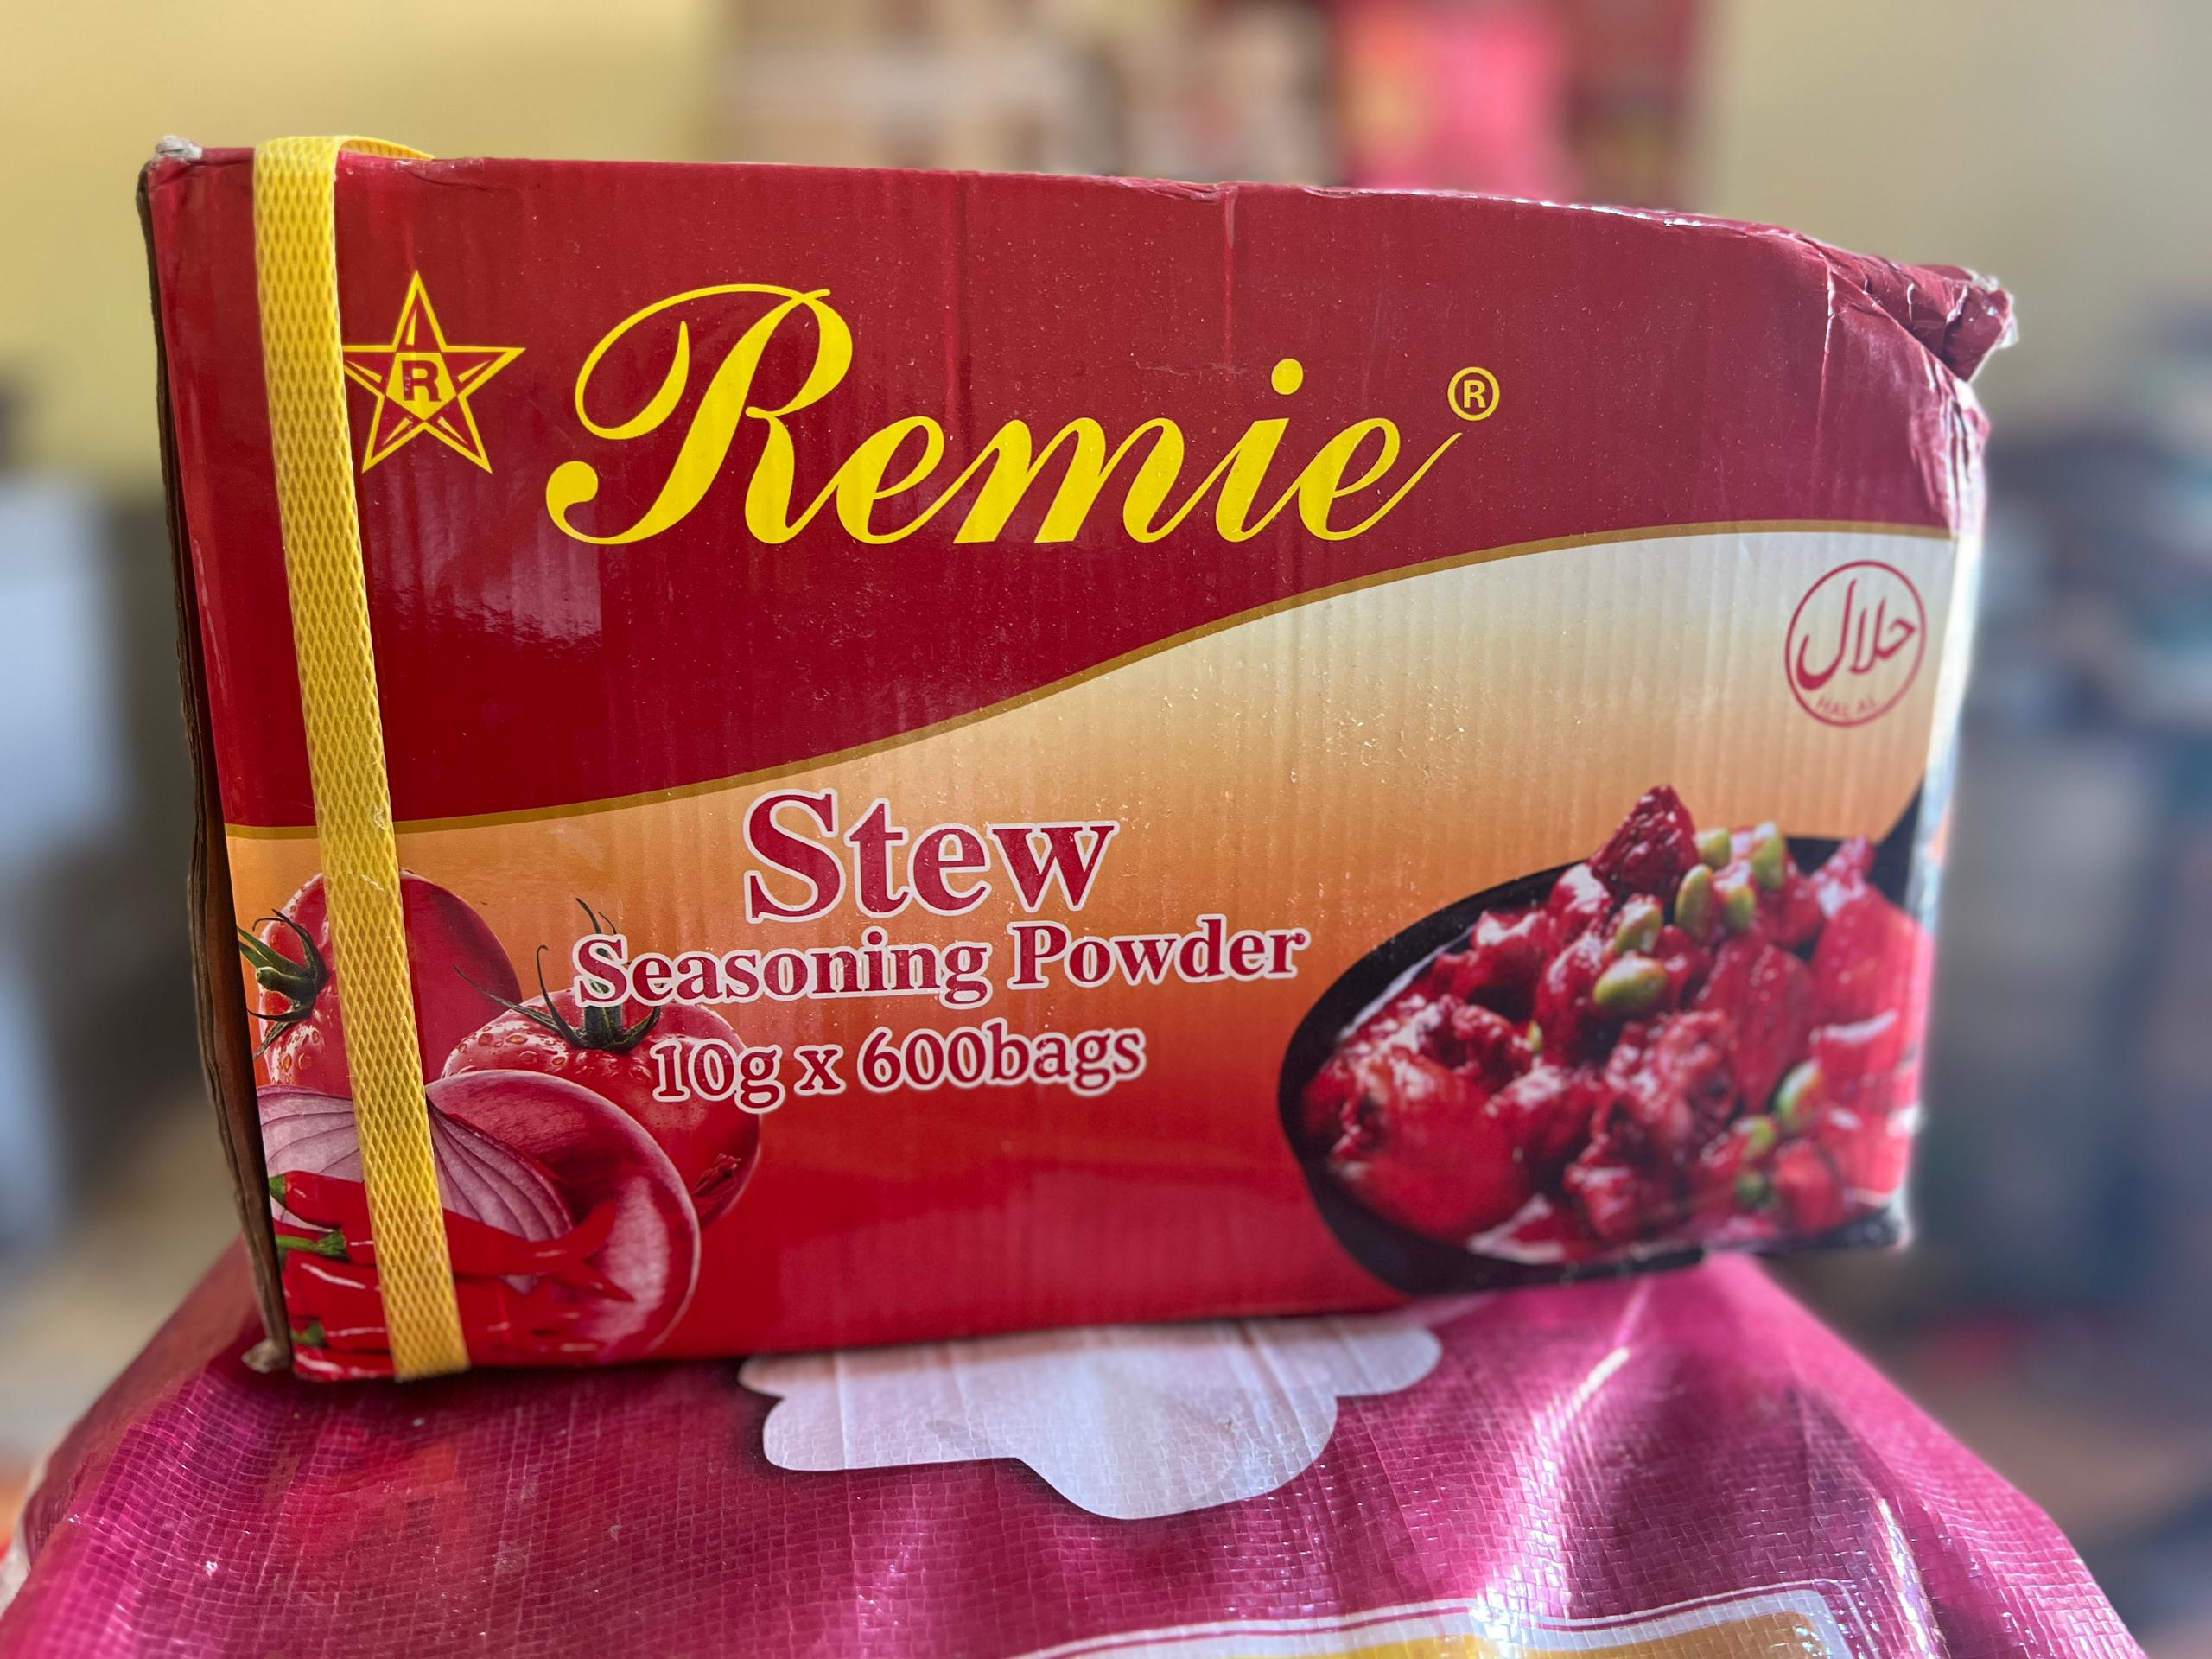 R
Remie®
حلال
HALAL
Stew
Seasoning Powder
10g x 600bags